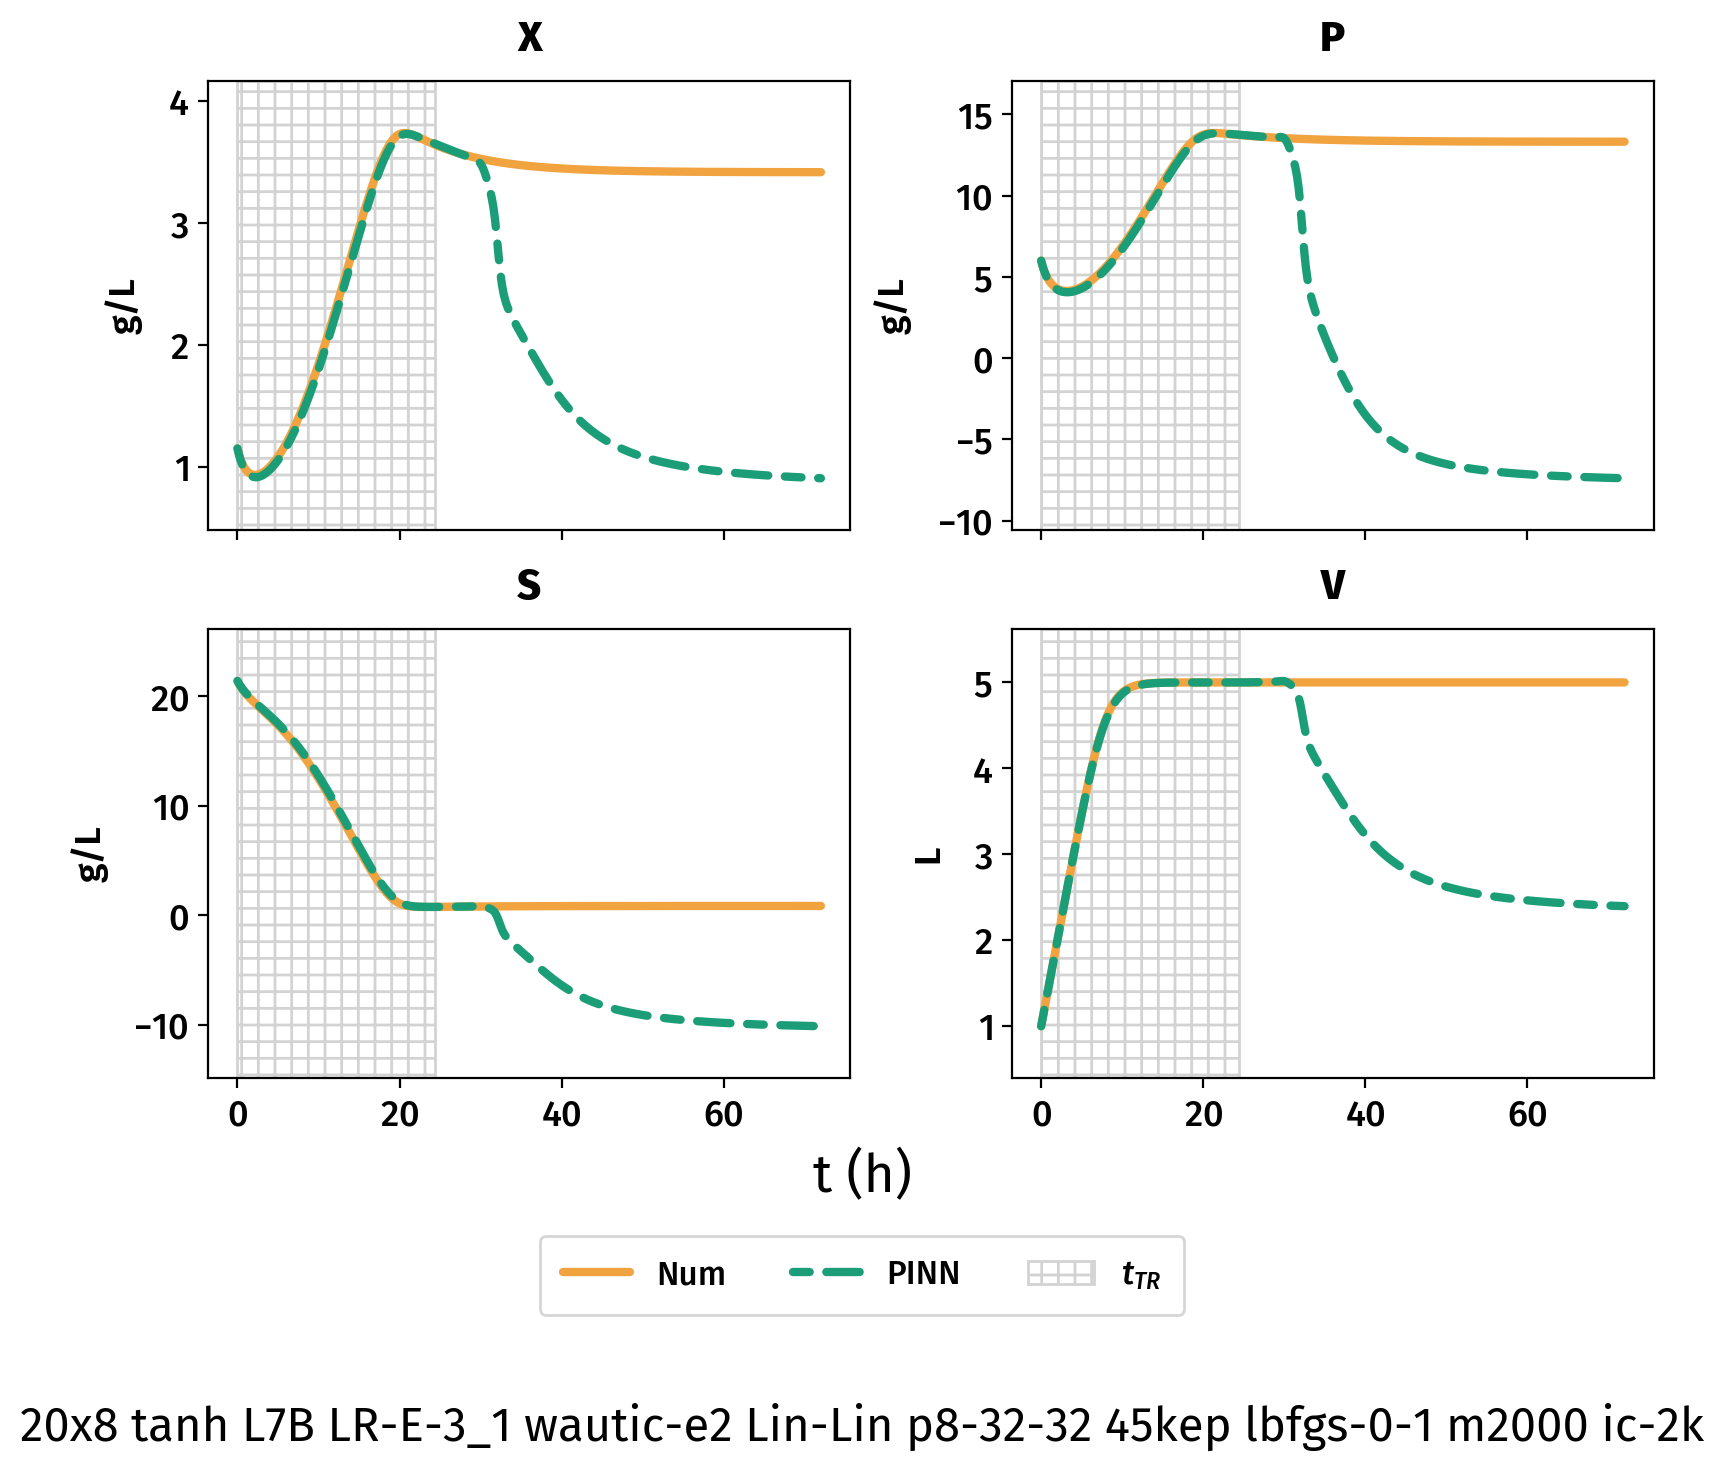 X
P
4
3
2
1
g/L
15
10
5
0
−5
−10
g/L
S
V
20
10
0
−10
g/L
5
4
3
2
1
L
0 20 40 60
0 20 40 60
t (h)
Num PINN tTR
20x8 tanh L7B LR-E-3_1 wautic-e2 Lin-Lin p8-32-32 45kep lbfgs-0-1 m2000 ic-2k